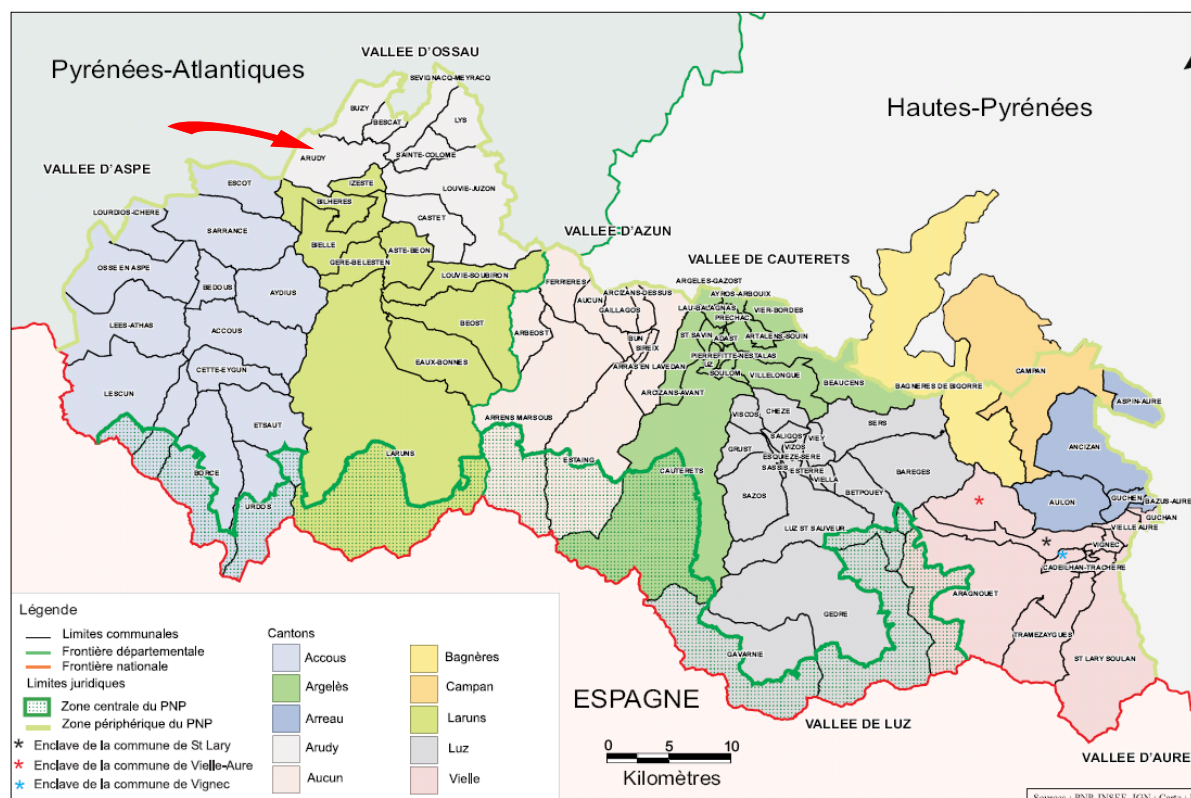 VALLEE D'OSSAU
Pyrénées-Atlantiques
SEVIGNACQ-MEYRACQ
Hautes-Pyrénées
BUZY
BESCAT
LYS
ARUDY
SAINTE-COLOME
VALLEE D'ASPE
ESCOT
IZESTE
LOUVIE-JUZON
BILHERES
LOURDIOS-ICHERE
CASTET
SARRANCE
VALLEE D'AZUN
BIELLE
ASTE-BEON
VALLEE DE CAUTERETS
GERE-BELESTEN
OSSE EN ASPE
LOUVIE-SOUBIRON
BEDOUS
AYDIUS
FERRIERES
ARGELES-GAZOST
ARCIZANS-DESSUS
AYROS-ARBOUIX
AUCUN
LAU-BALAGNAS
VIER-BORDES
GAILLAGOS
PRECHAC
BEOST
LEES-ATHAS
ACCOUS
ARBEOST
ST SAVIN
ADAST
ARTALENS-SOUIN
BUN
SIREIX
PIERREFITTE-NESTALAS
EAUX-BONNES
ARRAS EN LAVEDAN
UZ
SOULOM
VILLELONGUE
CETTE-EYGUN
CAMPAN
BEAUCENS
BAGNERES DE BIGORRE
LESCUN
ARCIZANS-AVANT
ASPIN-AURE
ETSAUT
ARRENS MARSOUS
VISCOS
CHEZE
SERS
SALIGOS
VIEY
ANCIZAN
LARUNS
GRUST
VIZOS
ESTAING
ESQUIEZE-SERE
BORCE
CAUTERETS
SASSIS
ESTERRE
BAREGES
VIELLA
SAZOS
BETPOUEY
GUCHEN
BAZUS-AURE
AULON
URDOS
GUCHAN
LUZ ST SAUVEUR
VIELLE AURE
VIGNEC
CADEILHAN-TRACHERE
ARAGNOUET
GEDRE
TRAMEZAYGUES
GAVARNIE
ST LARY SOULAN
ESPAGNE
VALLEE DE LUZ
VALLEE D'AURE
0 5 10
Kilomètres
Légende
Limites communales
Frontière départementale
Frontière nationale
Limites juridiques
Zone centrale du PNP
Zone périphérique du PNP
* Enclave de la commune de St Lary
* Enclave de la commune de Vielle-Aure
* Enclave de la commune de Vignec
Cantons
Accous
Argelès
Arreau
Arudy
Aucun
Bagnères
Campan
Laruns
Luz
Vielle
Sources : PNP, INSEE, IGN ; Carte :